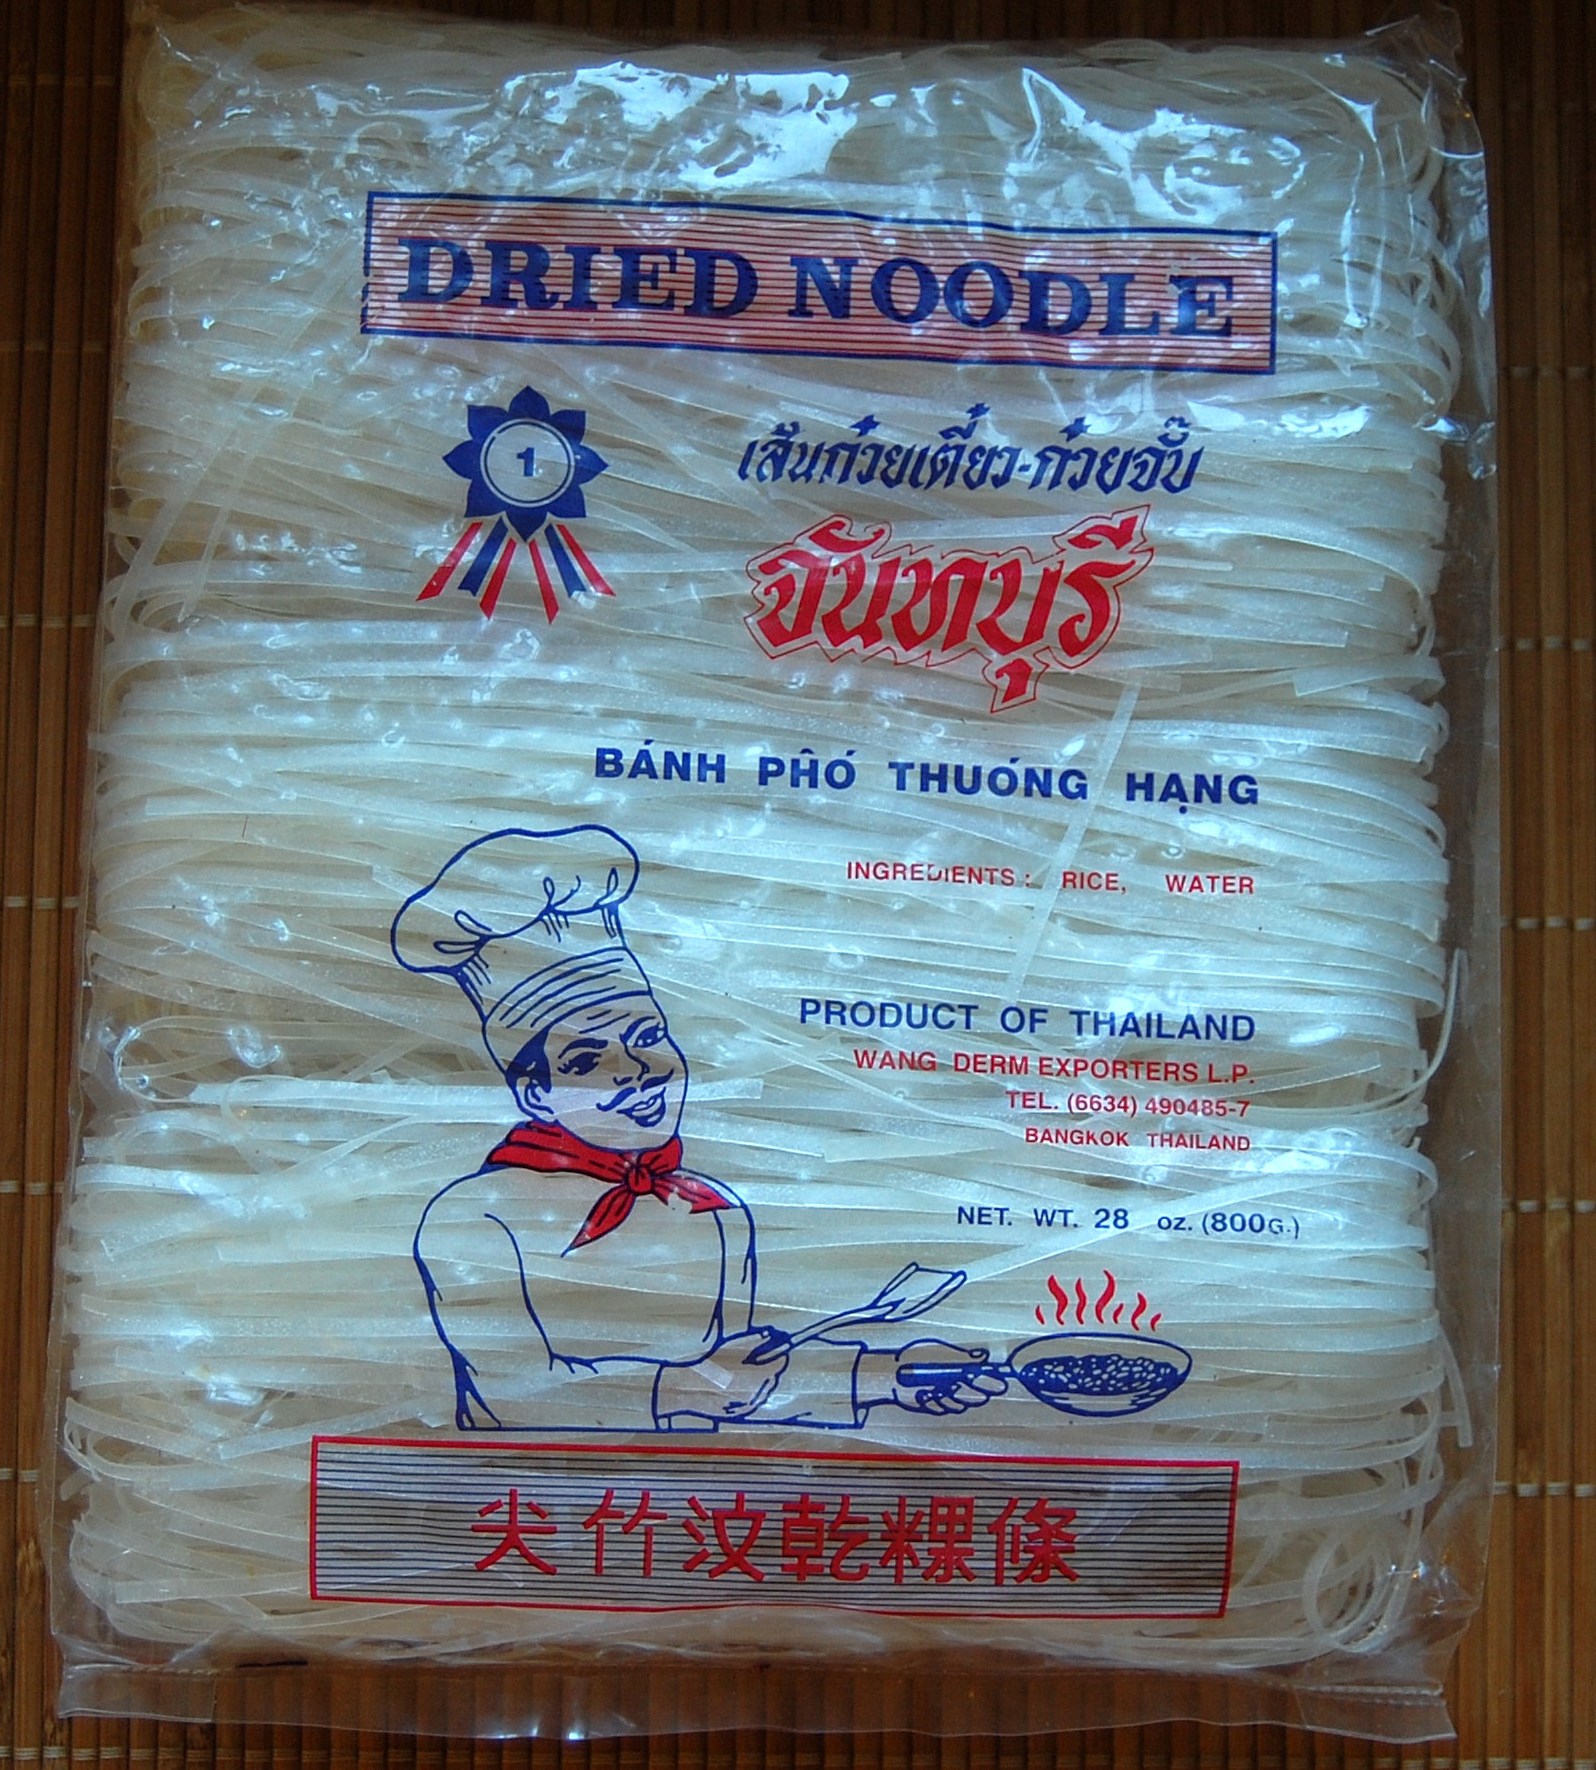 DRIED NOODLE
1
เส้นก๋วยเตี๋ยว-ก๋วยจั๊บ
จันทบุรี
BÁNH PHỐ THUỚNG HẠNG
INGREDIENTS : RICE, WATER
PRODUCT OF THAILAND
WANG DERM EXPORTERS L.P.
TEL. (6634) 490485-7
BANGKOK THAILAND
NET. WT. 28 OZ. (800G.)
尖竹汶乾粿條